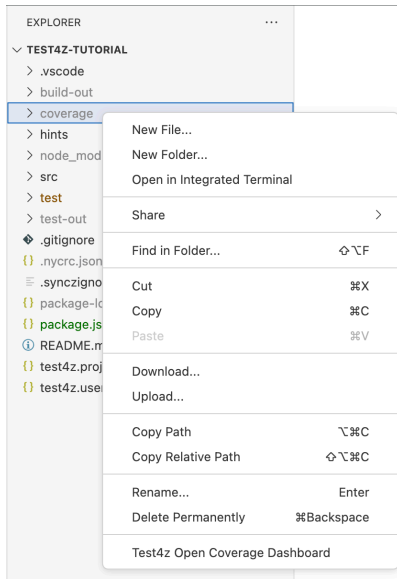 EXPLORER
TEST4Z-TUTORIAL
.vscode
build-out
coverage
hints
node_mod
src
test
test-out
.gitignore
.nycrc.json
.synczigno
package-lo
package.js
README.m
test4z.proj
test4z.user
New File...
New Folder...
Open in Integrated Terminal
Share
Find in Folder... ⇧⌥F
Cut ⌘X
Copy ⌘C
Paste ⌘V
Download...
Upload...
Copy Path ⌥⌘C
Copy Relative Path ⇧⌥⌘C
Rename... Enter
Delete Permanently ⌘Backspace
Test4z Open Coverage Dashboard